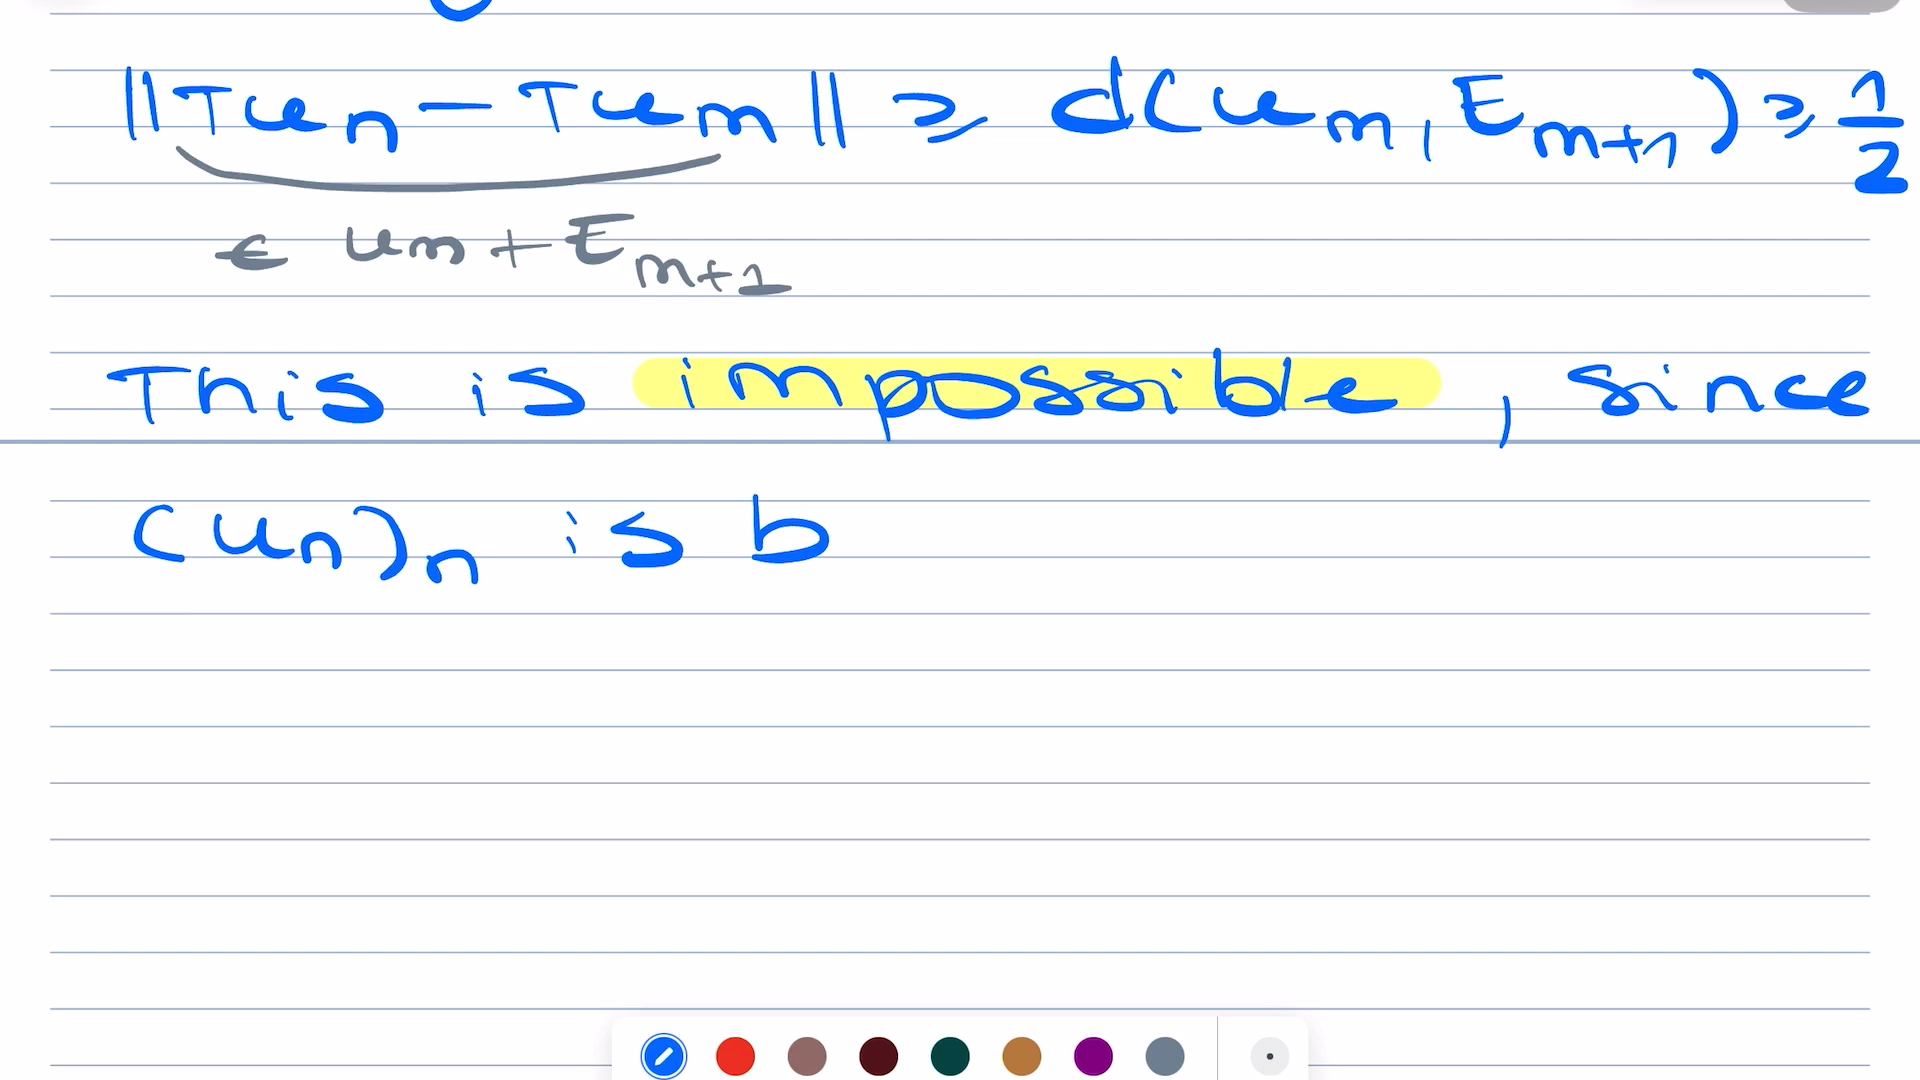 ||Tun - Tum|| ⩾ d(um, Em+1) ⩾ 1/2
∈ um + Em+1
This is impossible, since
(un)n is b